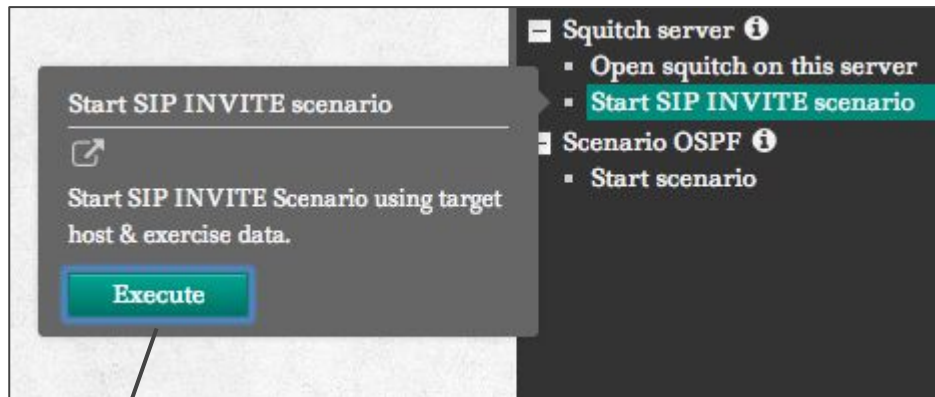 Squitch server
Open squitch on this server
Start SIP INVITE scenario
Scenario OSPF
Start scenario
Start SIP INVITE scenario
Start SIP INVITE Scenario using target
host & exercise data.
Execute